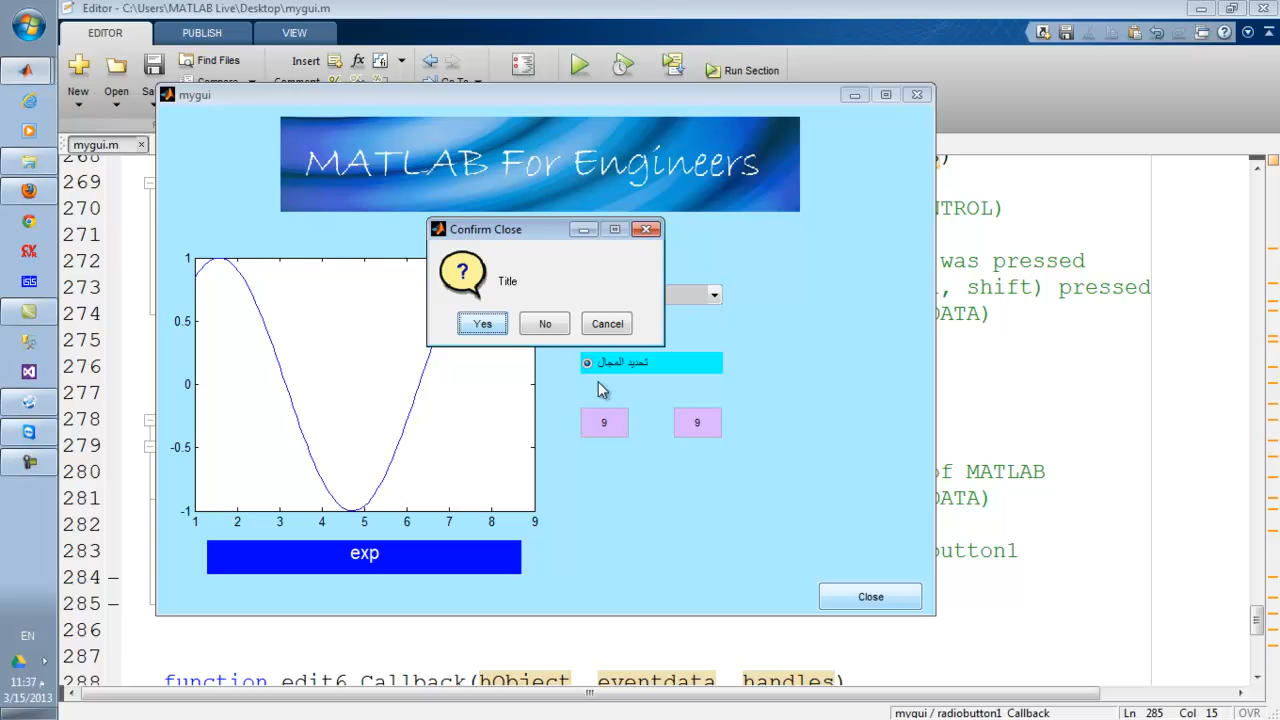 Editor - C:\Users\MATLAB Live\Desktop\mygui.m
EDITOR PUBLISH VIEW
Find Files Insert fx
New Open Run Section
Compare
Go To
mygui
mygui.m
MATLAB For Engineers
Confirm Close
Title
Yes No Cancel
تحديد المجال
9 9
1
0.5
0
-0.5
-1
1 2 3 4 5 6 7 8 9
exp
Close
268
269
270 NTROL)
271
272 was pressed
273 , shift) pressed
274 DATA)
275
276
277
278
279
280 of MATLAB
281 DATA)
282
283 button1
284
285
286
287
288 function edit6_Callback(hObject, eventdata, handles)
EN
11:37 م
3/15/2013
mygui / radiobutton1_Callback Ln 285 Col 15 OVR